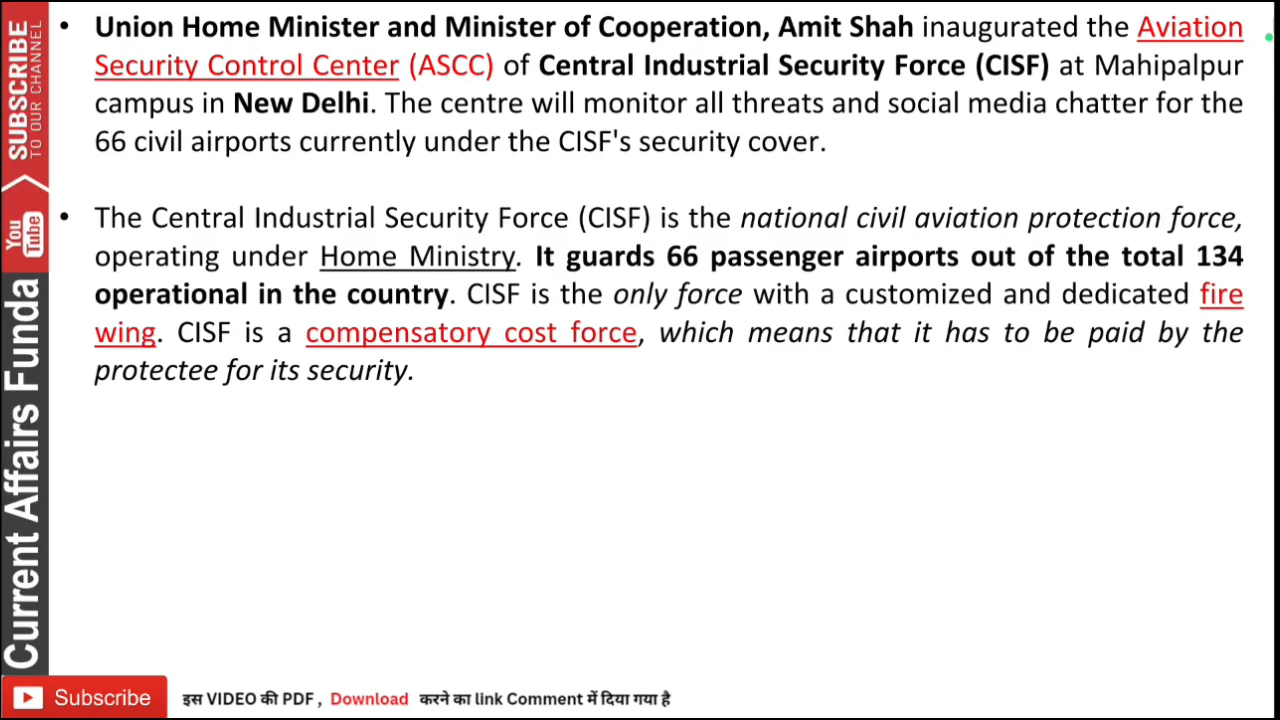 • Union Home Minister and Minister of Cooperation, Amit Shah inaugurated the Aviation
Security Control Center (ASCC) of Central Industrial Security Force (CISF) at Mahipalpur
campus in New Delhi. The centre will monitor all threats and social media chatter for the
66 civil airports currently under the CISF's security cover.
• The Central Industrial Security Force (CISF) is the national civil aviation protection force,
operating under Home Ministry. It guards 66 passenger airports out of the total 134
operational in the country. CISF is the only force with a customized and dedicated fire
wing. CISF is a compensatory cost force, which means that it has to be paid by the
protectee for its security.
SUBSCRIBE
TO OUR CHANNEL
You
Tube
Current Affairs Funda
Subscribe
इस VIDEO की PDF , Download करने का link Comment में दिया गया है